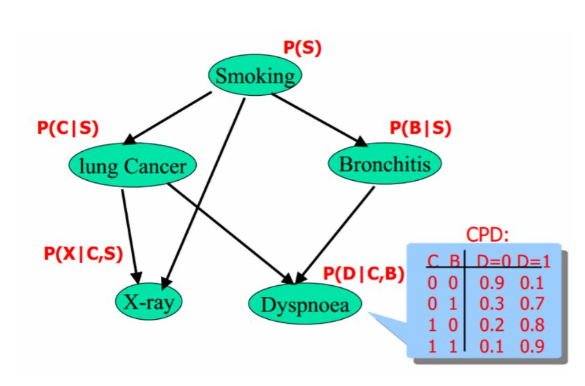 P(S)
Smoking
P(C|S)
P(B|S)
lung Cancer
Bronchitis
CPD:
P(X|C,S)
P(D|C,B)
C B D=0 D=1
0 0 0.9 0.1
X-ray
Dyspnoea
0 1 0.3 0.7
1 0 0.2 0.8
1 1 0.1 0.9